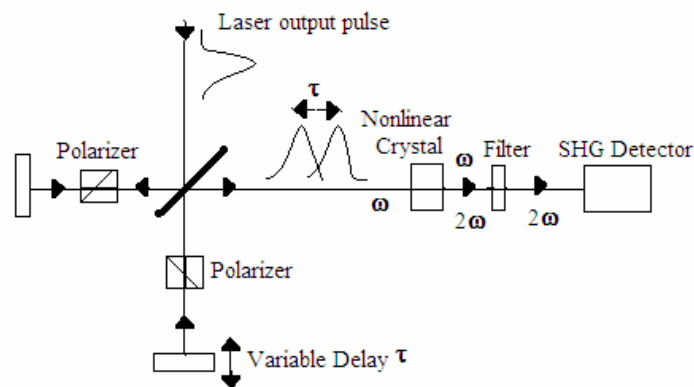 Laser output pulse
τ
Nonlinear
Crystal
Polarizer
ω
Filter
SHG Detector
ω
2ω
2ω
Polarizer
Variable Delay τ